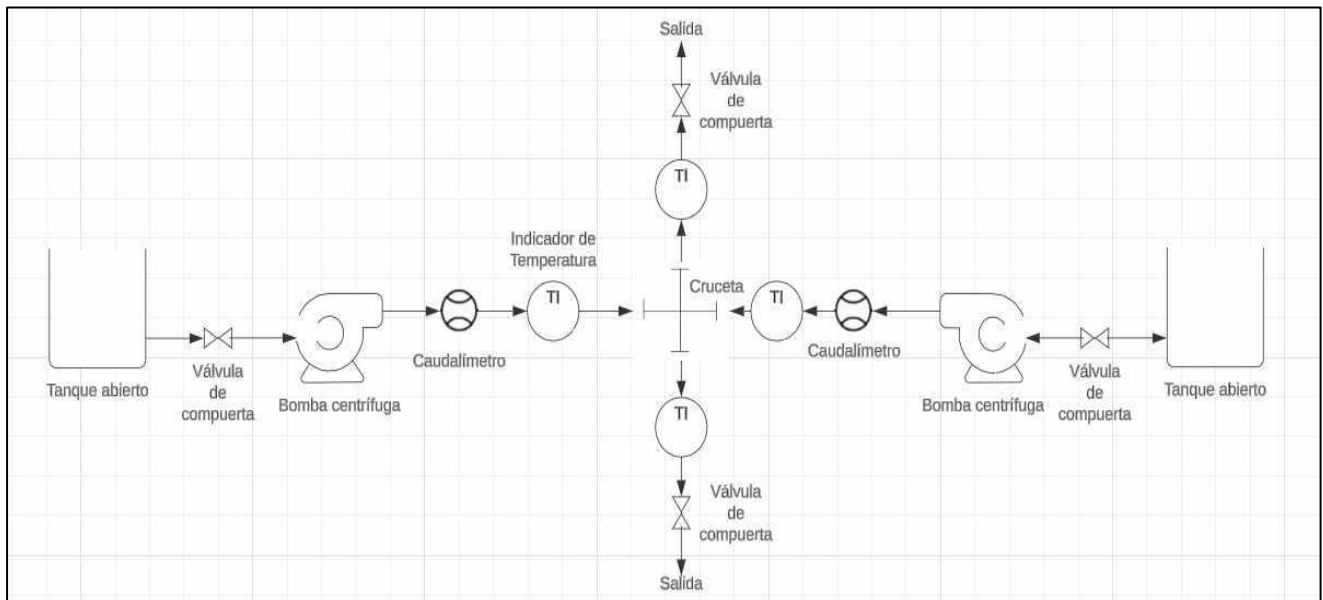 Salida
Válvula
de
compuerta
TI
Indicador de
Temperatura
TI
Cruceta
TI
Caudalímetro
Caudalímetro
Tanque abierto
Válvula
de
compuerta
Bomba centrífuga
Bomba centrífuga
Válvula
de
compuerta
Tanque abierto
TI
Válvula
de
compuerta
Salida